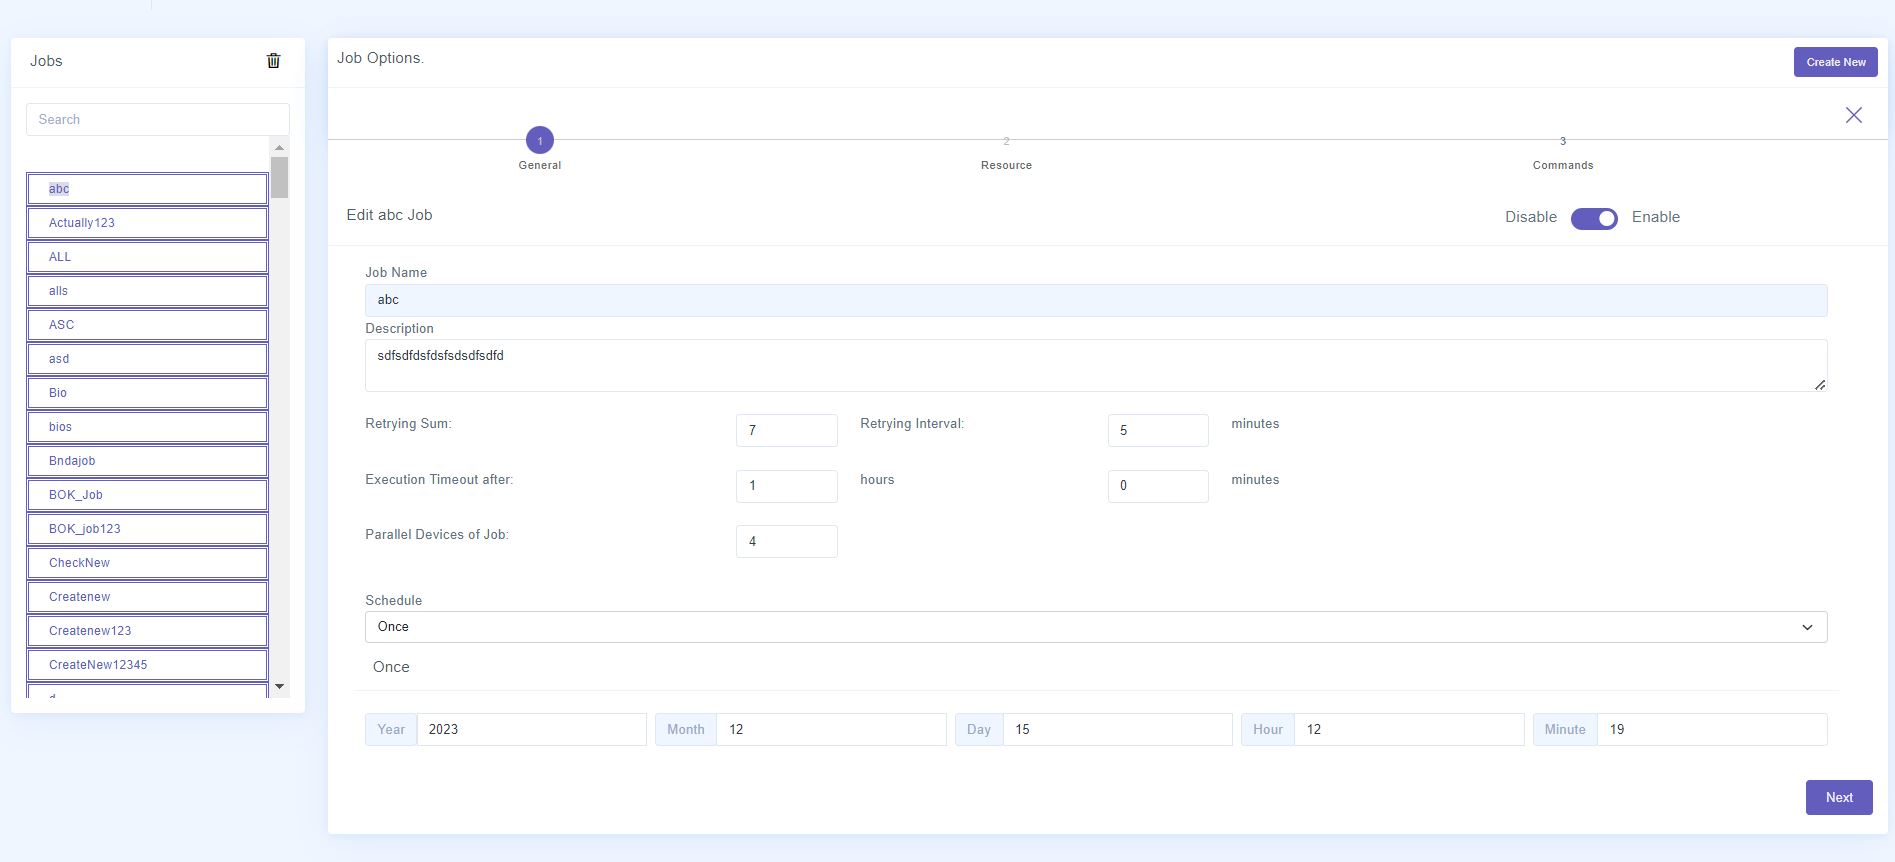 Jobs
Search
abc
Actually123
ALL
alls
ASC
asd
Bio
bios
Bndajob
BOK_Job
BOK_job123
CheckNew
Createnew
Createnew123
CreateNew12345
Job Options.
Create New
1 2 3
General Resource Commands
Edit abc Job
Disable Enable
Job Name
abc
Description
sdfsdfdsfdsfsdsdfsdfd
Retrying Sum: 7 Retrying Interval: 5 minutes
Execution Timeout after: 1 hours 0 minutes
Parallel Devices of Job: 4
Schedule
Once
Once
Year 2023 Month 12 Day 15 Hour 12 Minute 19
Next